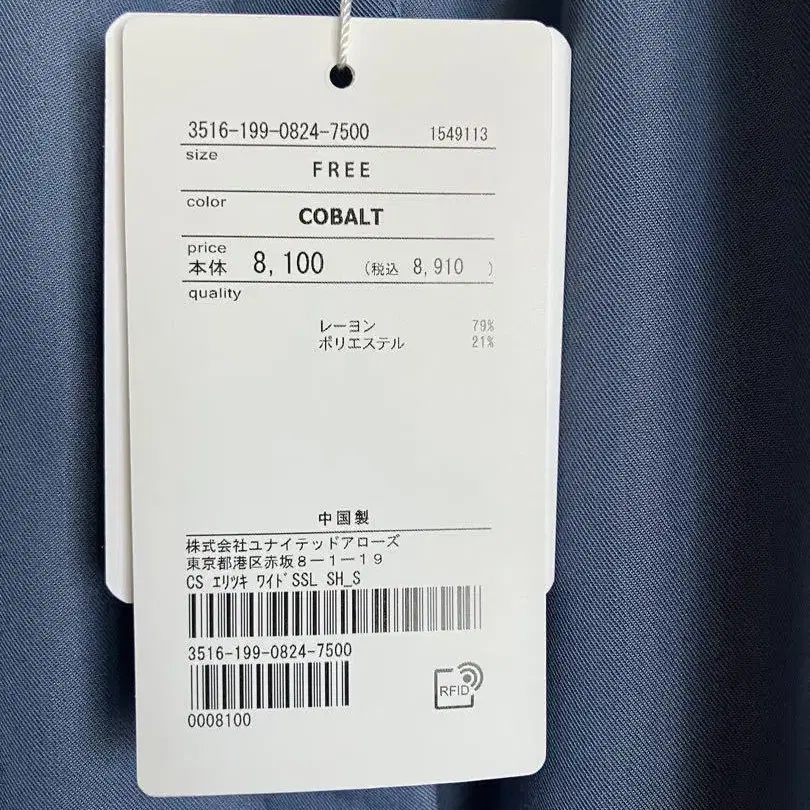 3516-199-0824-7500 1549113
size
FREE
color
COBALT
price
本体 8,100 (税込 8,910 )
quality
レーヨン 79%
ポリエステル 21%
中国製
株式会社ユナイテッドアローズ
東京都港区赤坂8-1-19
CS ｴﾘﾂｷ ﾜｲﾄﾞSSL SH_S
3516-199-0824-7500
0008100
RFID